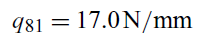 q81 = 17.0 N/mm